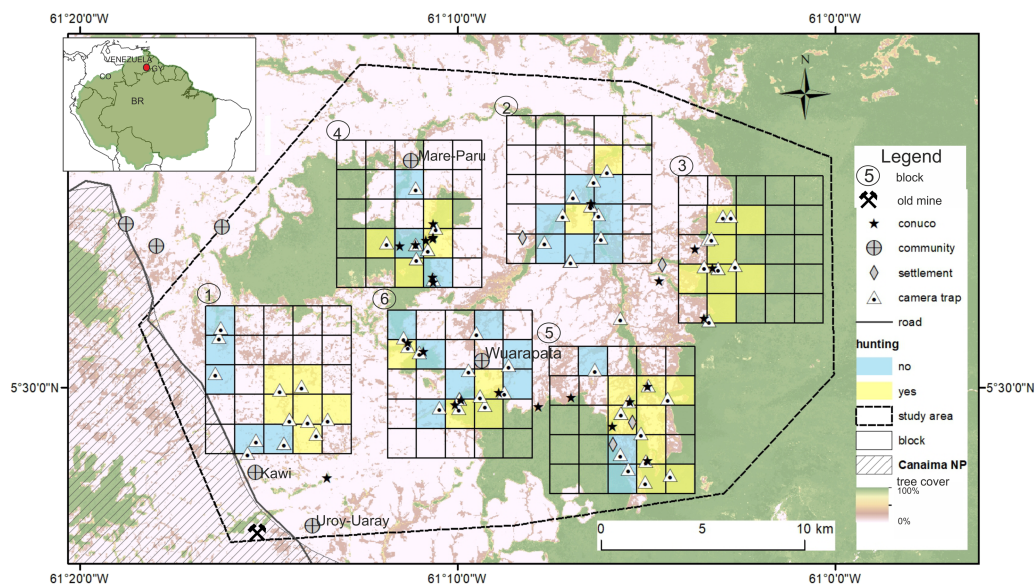 61°20'0"W
61°10'0"W
61°0'0"W
VENEZUELA
CO
GY
BR
N
2
4
Mare-Paru
3
Legend
5
block
old mine
conuco
community
settlement
camera trap
road
hunting
no
yes
study area
block
Canaima NP
tree cover
100%
0%
1
6
5
Wuarapata
5°30'0"N
5°30'0"N
Kawi
Uroy-Uaray
0
5
10 km
61°20'0"W
61°10'0"W
61°0'0"W